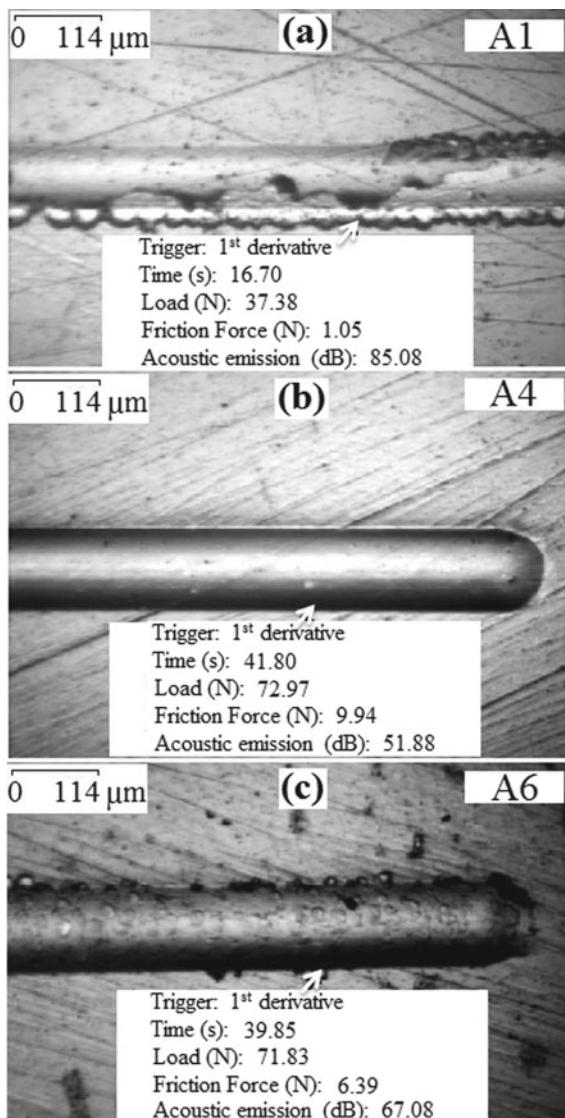 0 114 μm (a) A1
Trigger: 1st derivative
Time (s): 16.70
Load (N): 37.38
Friction Force (N): 1.05
Acoustic emission (dB): 85.08
0 114 μm (b) A4
Trigger: 1st derivative
Time (s): 41.80
Load (N): 72.97
Friction Force (N): 9.94
Acoustic emission (dB): 51.88
0 114 μm (c) A6
Trigger: 1st derivative
Time (s): 39.85
Load (N): 71.83
Friction Force (N): 6.39
Acoustic emission (dB): 67.08